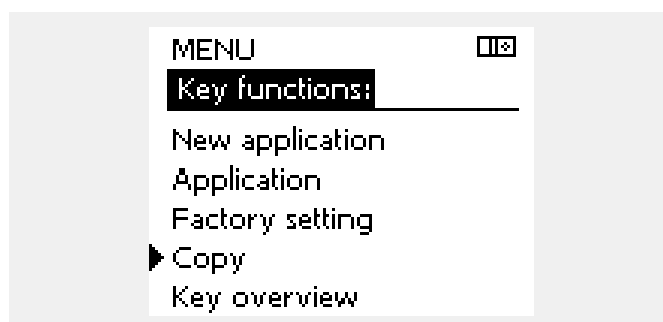 MENU
Key functions:
New application
Application
Factory setting
Copy
Key overview